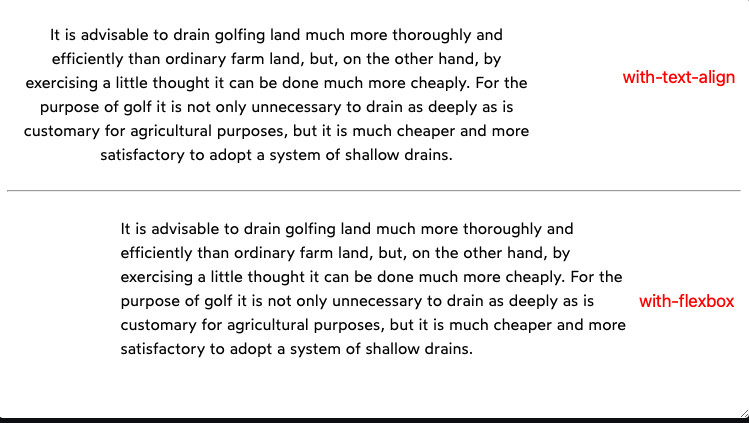 It is advisable to drain golfing land much more thoroughly and
efficiently than ordinary farm land, but, on the other hand, by
exercising a little thought it can be done much more cheaply. For the
purpose of golf it is not only unnecessary to drain as deeply as is
customary for agricultural purposes, but it is much cheaper and more
satisfactory to adopt a system of shallow drains.
with-text-align
It is advisable to drain golfing land much more thoroughly and
efficiently than ordinary farm land, but, on the other hand, by
exercising a little thought it can be done much more cheaply. For the
purpose of golf it is not only unnecessary to drain as deeply as is
customary for agricultural purposes, but it is much cheaper and more
satisfactory to adopt a system of shallow drains.
with-flexbox